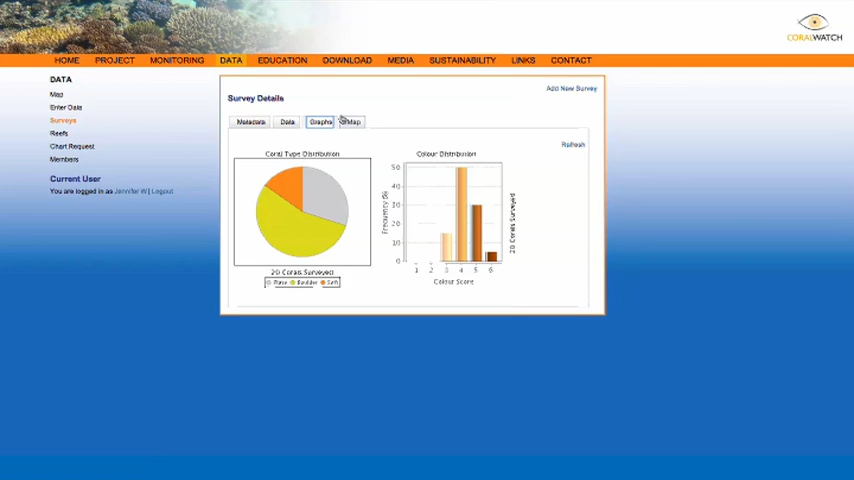 CORALWATCH
HOME PROJECT MONITORING DATA EDUCATION DOWNLOAD MEDIA SUSTAINABILITY LINKS CONTACT
DATA
Map
Enter Data
Surveys
Reefs
Chart Request
Members
Current User
You are logged in as Jennifer W | Logout
Add New Survey
Survey Details
Metadata Data Graphs Map
Refresh
Coral Type Distribution
20 Corals Surveyed
Plate Boulder Soft
Colour Distribution
Frequency (%)
50
40
30
20
10
0
1 2 3 4 5 6
Colour Score
20 Corals Surveyed